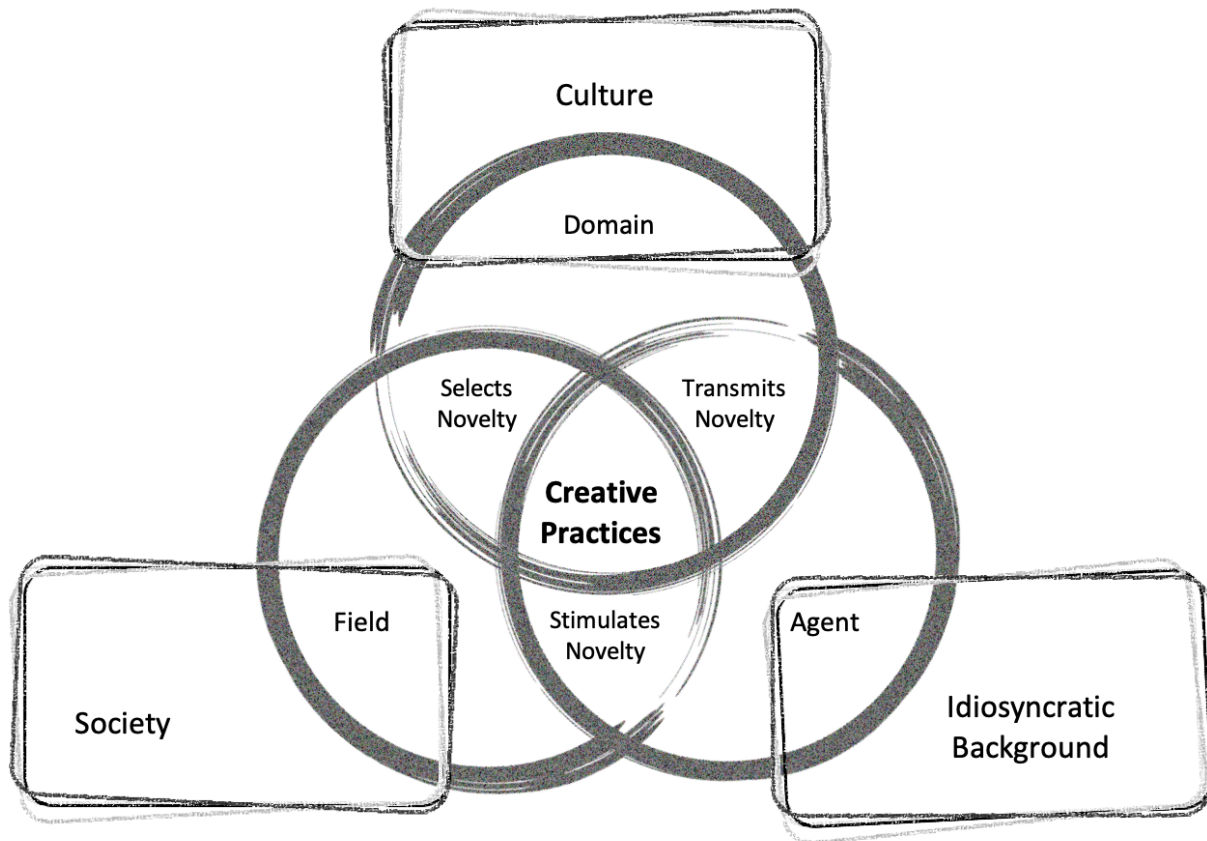 Culture
Domain
Selects
Novelty
Transmits
Novelty
Creative
Practices
Field
Stimulates
Novelty
Agent
Society
Idiosyncratic
Background